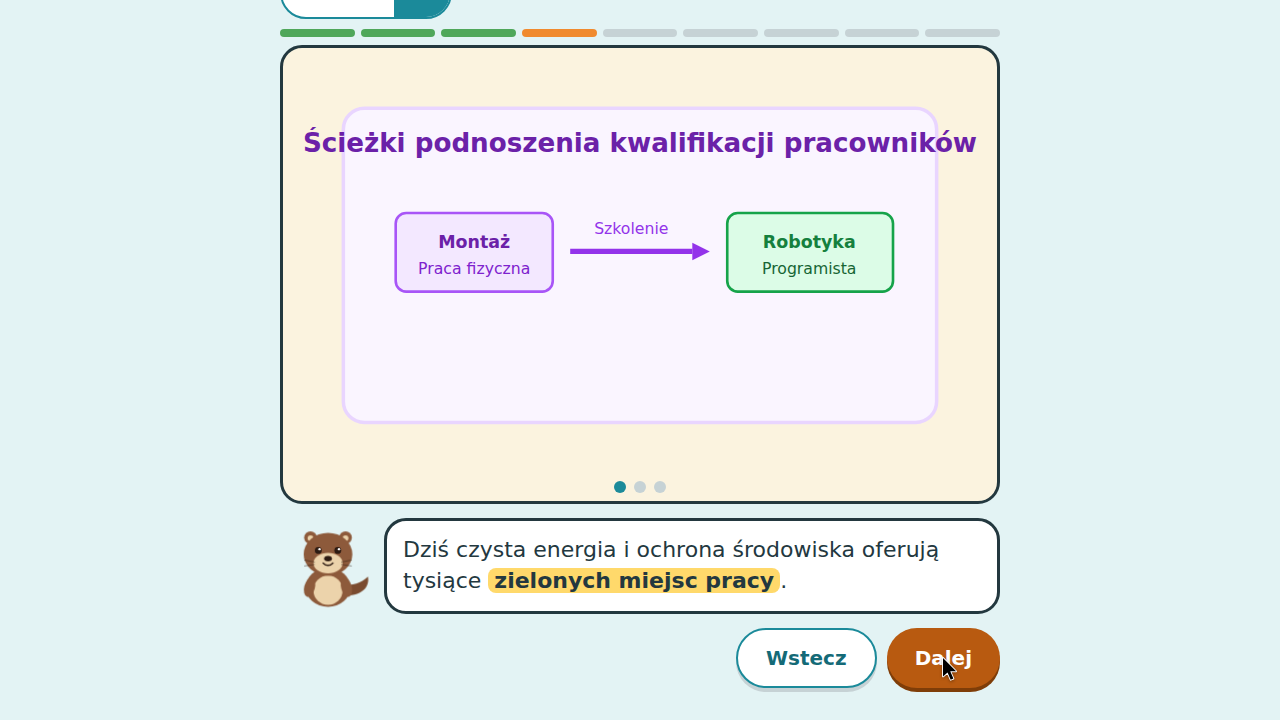 Ścieżki podnoszenia kwalifikacji pracowników
Montaż
Praca fizyczna
Szkolenie
Robotyka
Programista
Dziś czysta energia i ochrona środowiska oferują
tysiące zielonych miejsc pracy.
Wstecz
Dalej